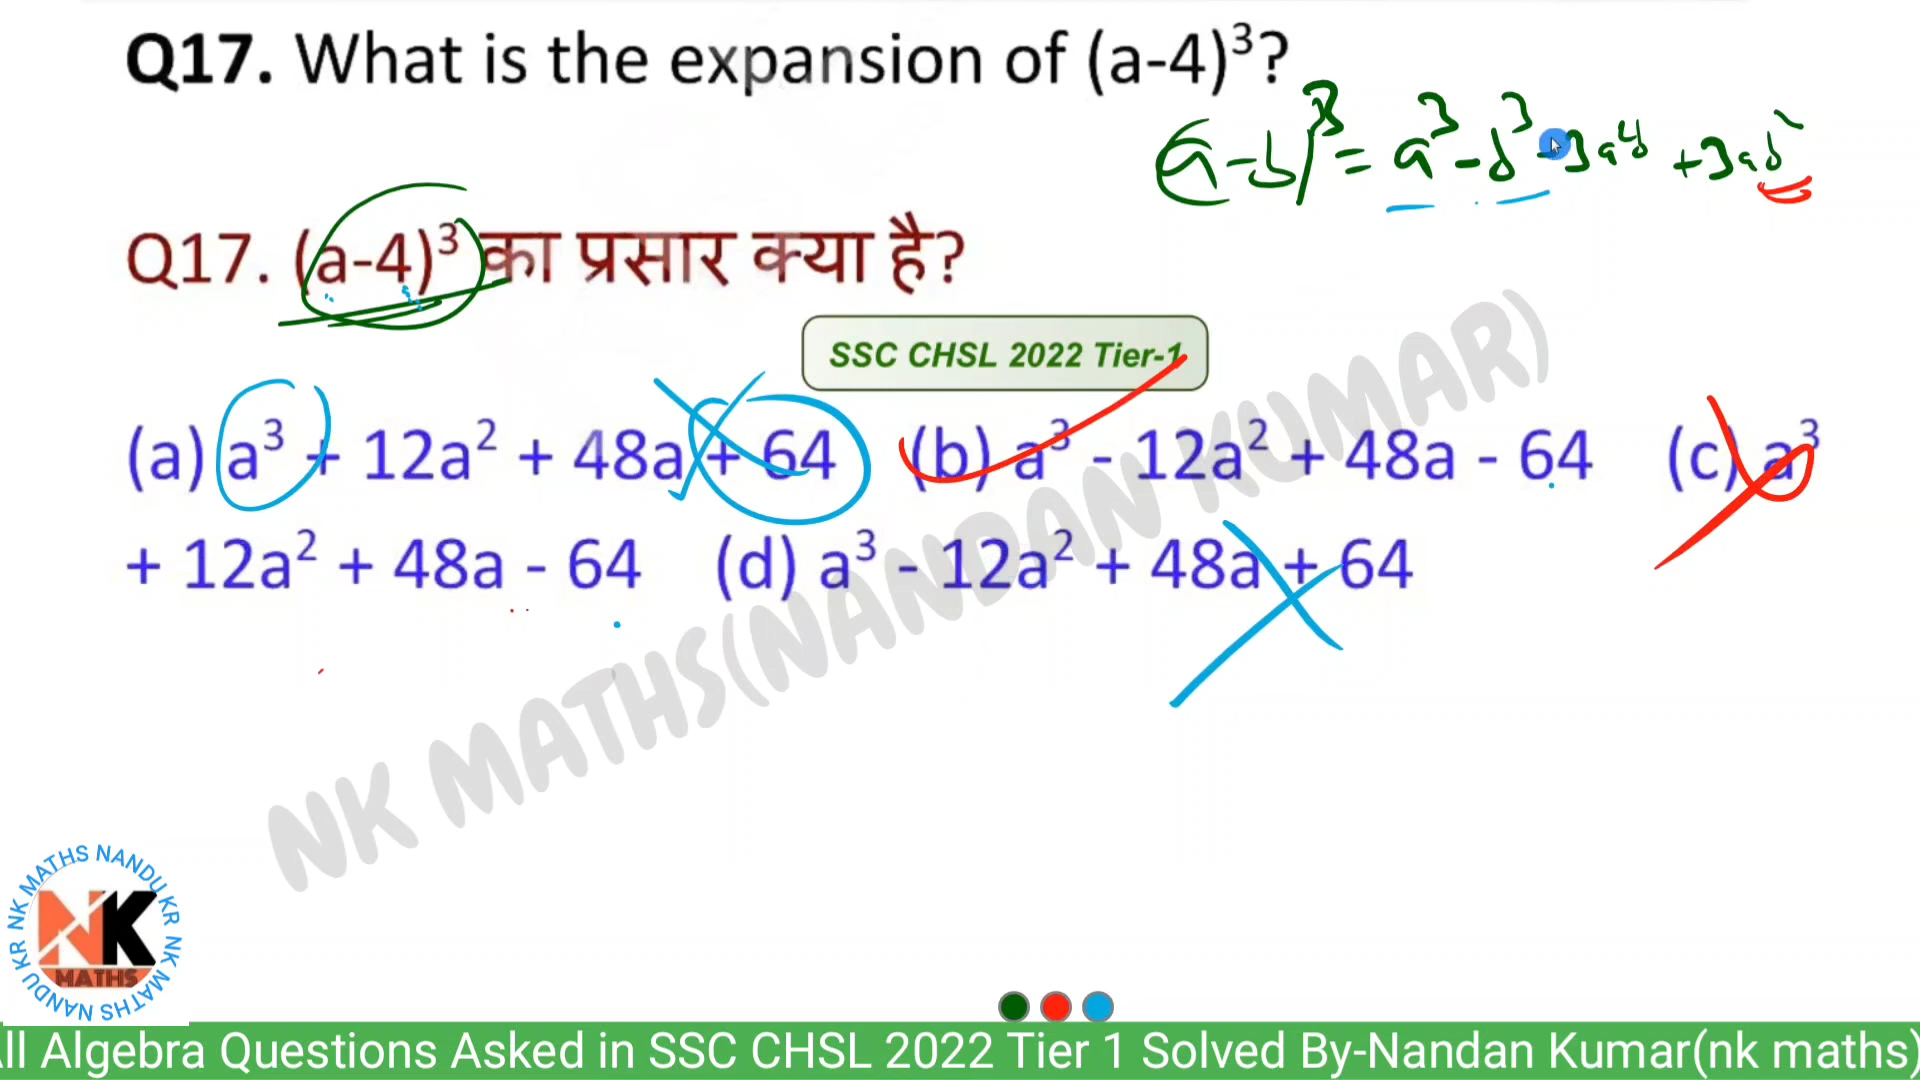 Q17. What is the expansion of (a-4)³?
(a-b)³ = a³ - b³ - 3a²b + 3ab²
Q17. (a-4)³ का प्रसार क्या है?
SSC CHSL 2022 Tier-1
(a) a³ + 12a² + 48a + 64 (b) a³ - 12a² + 48a - 64 (c) a³
+ 12a² + 48a - 64 (d) a³ - 12a² + 48a + 64
NK MATHS(NANDAN KUMAR)
NK MATHS NANDU KR NK MATHS NANDU KR
NK
MATHS
ll Algebra Questions Asked in SSC CHSL 2022 Tier 1 Solved By-Nandan Kumar(nk maths)